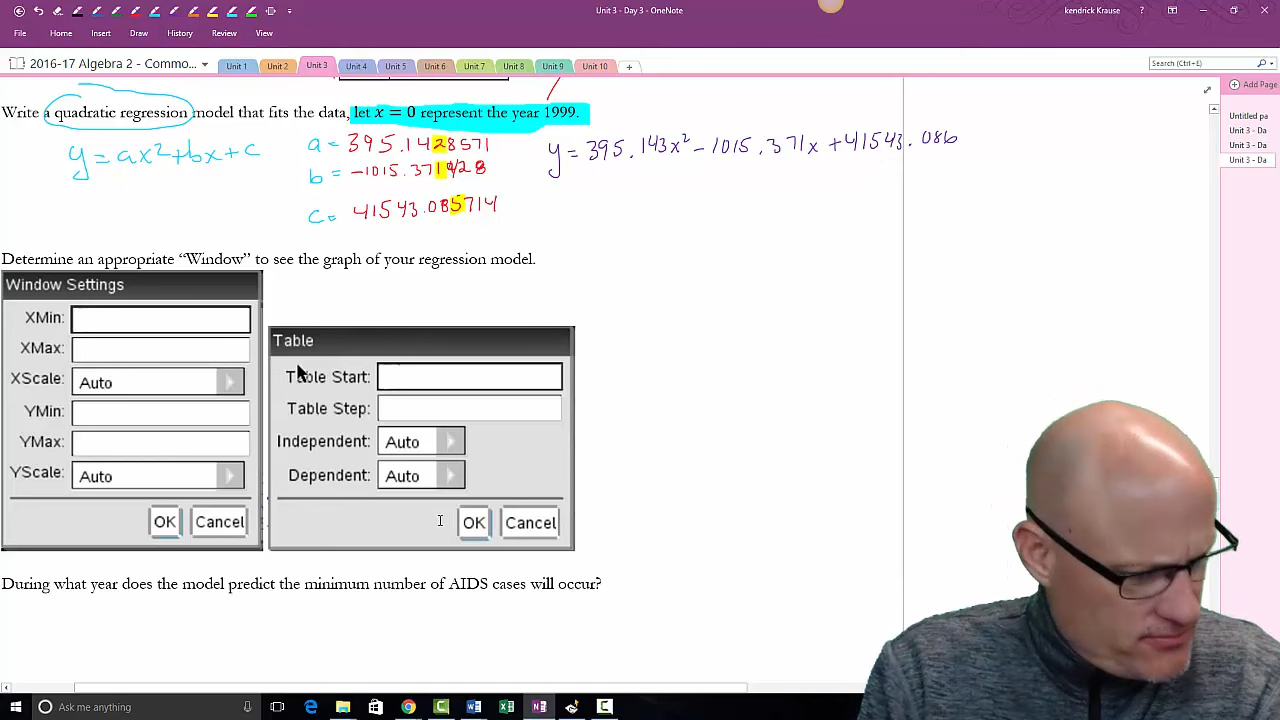 Unit 3 - Day 3 - OneNote
kendrick Krause
?
File Home Insert Draw History Review View
2016-17 Algebra 2 - Commo...
Unit 1 Unit 2 Unit 3 Unit 4 Unit 5 Unit 6 Unit 7 Unit 8 Unit 9 Unit 10 +
Search (Ctrl+E)
Add Page
Untitled pa
Unit 3 - Da
Unit 3 - Da
Unit 3 - Da
Write a quadratic regression model that fits the data, let x = 0 represent the year 1999.
y = ax²+bx+c
a = 395.1428571
b = -1015.371428
c = 41543.085714
y = 395.143x² - 1015.371x + 41543.086
Determine an appropriate “Window” to see the graph of your regression model.
Window Settings
XMin:
XMax:
XScale: Auto
YMin:
YMax:
YScale: Auto
OK Cancel
Table
Table Start:
Table Step:
Independent: Auto
Dependent: Auto
OK Cancel
During what year does the model predict the minimum number of AIDS cases will occur?
Ask me anything